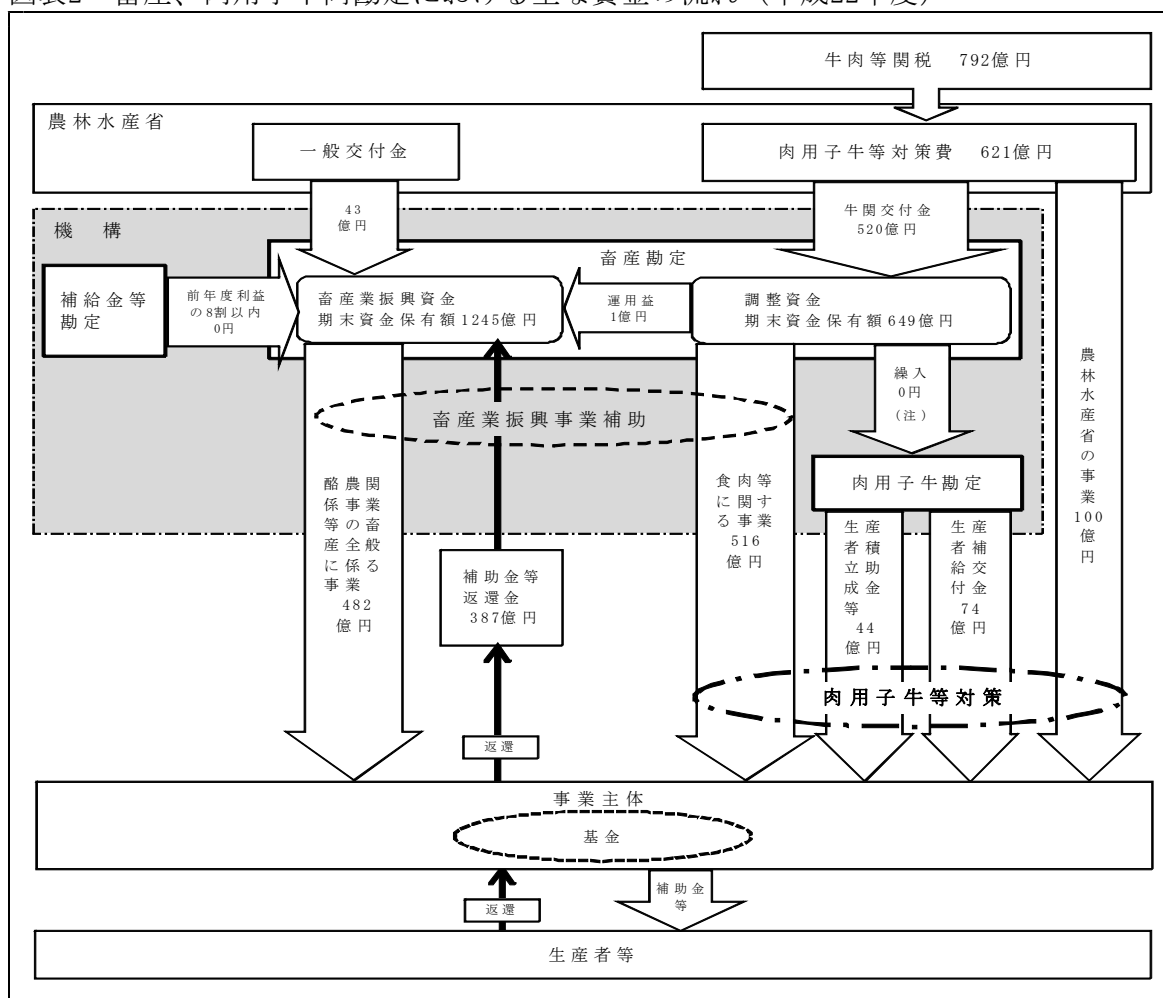 牛肉等関税 792億円
農林水産省
一般交付金
肉用子牛等対策費 621億円
43
億円
牛関交付金
520億円
機構
畜産勘定
補給金等
勘定
前年度利益
の8割以内
0円
畜産業振興資金
期末資金保有額1245億円
運用益
1億円
調整資金
期末資金保有額649億円
繰入
0円
(注)
農林水産省の事業100億円
畜産業振興事業補助
肉用子牛勘定
酪農関
係事業
等の畜
産全般
に係る
事業
482
億円
補助金等
返還金
387億円
食肉等
に関す
る事業
516
億円
生産
者積
立助
成金
等
44
億円
生産
者補
給交
付金
74
億円
肉用子牛等対策
返還
事業主体
基金
返還
補助金
等
生産者等